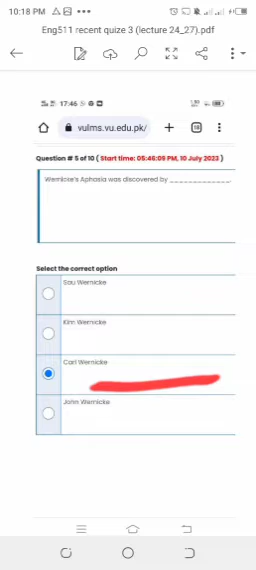 10:18 PM
Eng511 recent quize 3 (lecture 24_27).pdf
17:45
vulms.vu.edu.pk/
Question # 5 of 10 ( Start time: 05:46:09 PM, 10 July 2023 )
Wernicke's Aphasia was discovered by _____________.
Select the correct option
Sau Wernicke
Kim Wernicke
Carl Wernicke
John Wernicke